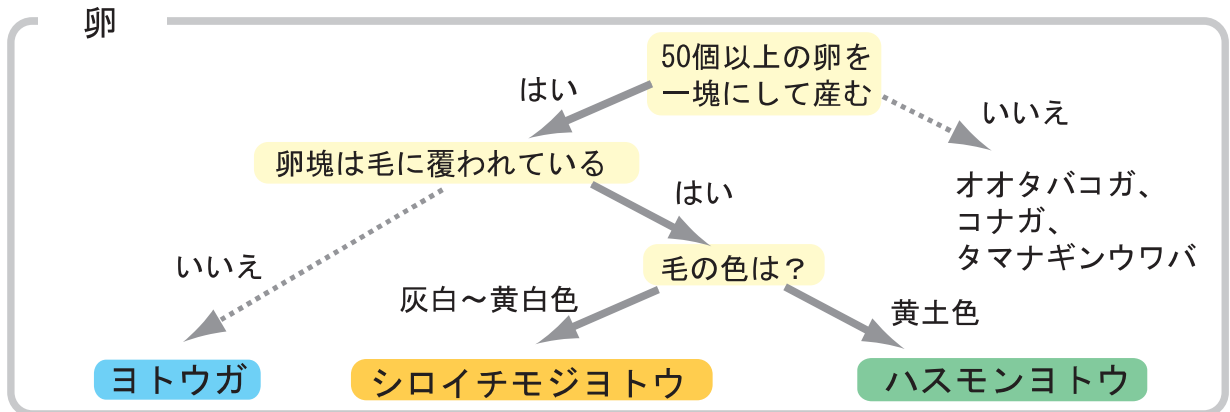 卵
50個以上の卵を
一塊にして産む
はい
いいえ
卵塊は毛に覆われている
オオタバコガ、
コナガ、
タマナギンウワバ
はい
いいえ
毛の色は？
灰白～黄白色
黄土色
ヨトウガ
シロイチモジヨトウ
ハスモンヨトウ